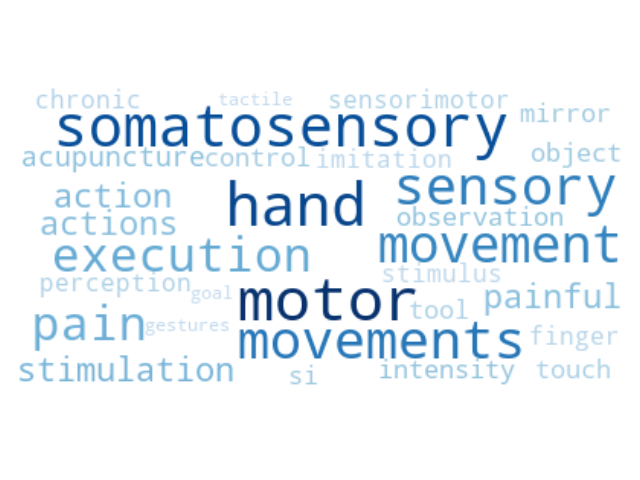 chronic tactile sensorimotor mirror
somatosensory
acupuncture control imitation object
action hand sensory
actions observation
execution movement
perception goal stimulus
motor tool painful
pain gestures movements finger
stimulation si intensity touch